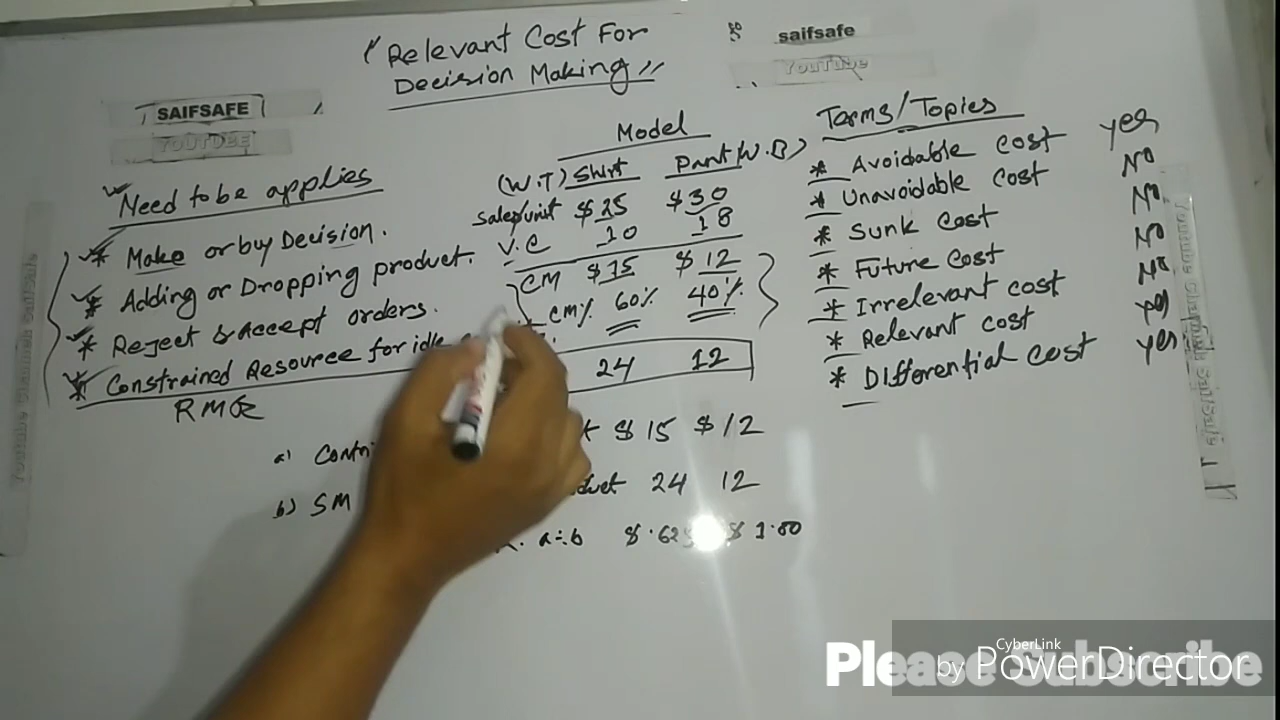 "Relevant Cost For
Decision Making"
saifsafe
YouTube
SAIFSAFE
YOUTUBE
Need to be applies
* Make or buy Decision.
* Adding or Dropping product.
* Reject & Accept orders.
* Constrained Resource for idle
RMG
Model
(W.T) Shirt Pant (W.B)
sales/unit $25 $30
V.C 10 18
CM $15 $12
CM% 60% 40%
24 12
a) Contri $15 $12
b) SM 24 12
a÷b $.625 $1.00
Terms/Topics
* Avoidable cost yes
* Unavoidable Cost No
* Sunk Cost No
* Future Cost No
* Irrelevant cost No
* Relevant cost yes
* Differential cost yes
Please Subscribe
CyberLink
by PowerDirector